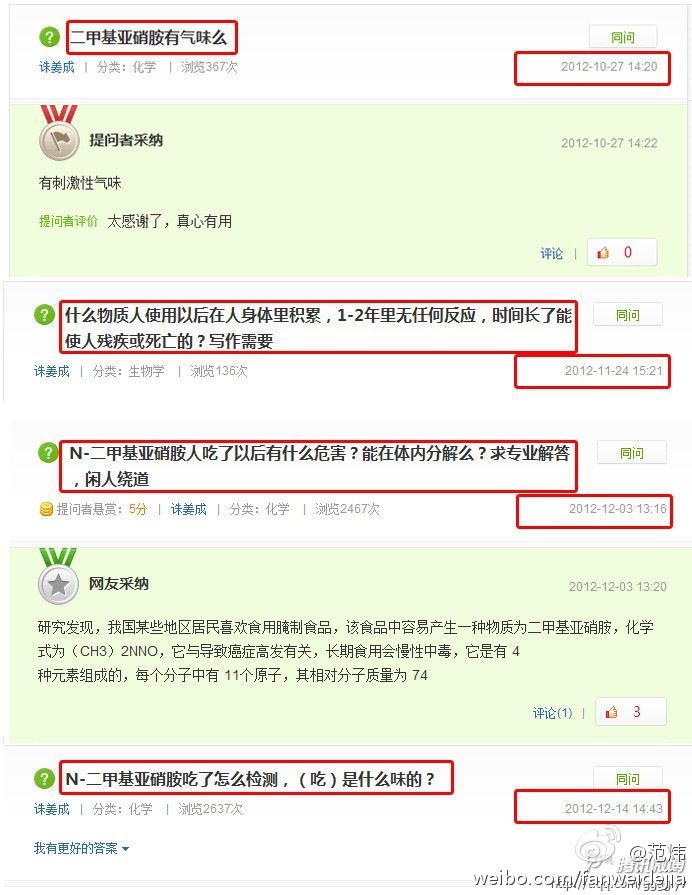 二甲基亚硝胺有气味么
同问
诛姜成 | 分类：化学 | 浏览367次
2012-10-27 14:20
提问者采纳
2012-10-27 14:22
有刺激性气味
提问者评价 太感谢了，真心有用
评论 | 0
什么物质人使用以后在人身体里积累，1-2年里无任何反应，时间长了能
使人残疾或死亡的？写作需要
同问
诛姜成 | 分类：生物学 | 浏览136次
2012-11-24 15:21
N-二甲基亚硝胺人吃了以后有什么危害？能在体内分解么？求专业解答
，闲人绕道
同问
提问者悬赏：5分 | 诛姜成 | 分类：化学 | 浏览2467次
2012-12-03 13:16
网友采纳
2012-12-03 13:20
研究发现，我国某些地区居民喜欢食用腌制食品，该食品中容易产生一种物质为二甲基亚硝胺，化学
式为（CH3）2NNO，它与导致癌症高发有关，长期食用会慢性中毒，它是有 4
种元素组成的，每个分子中有 11个原子，其相对分子质量为 74
评论(1) | 3
N-二甲基亚硝胺吃了怎么检测，（吃）是什么味的？
同问
诛姜成 | 分类：化学 | 浏览2637次
2012-12-14 14:43
我有更好的答案
@范炜
腾讯微博
weibo.com/fanweidejia